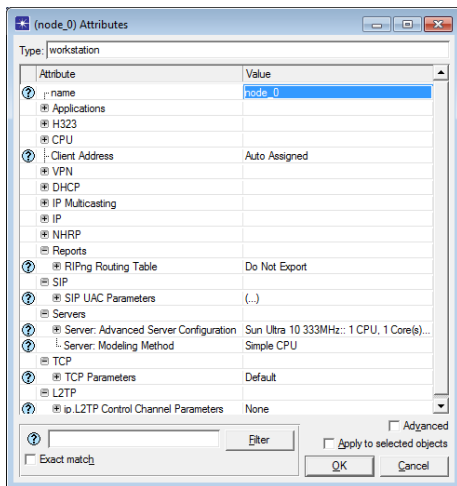 (node_0) Attributes
Type: workstation
Attribute Value
name node_0
Applications
H323
CPU
Client Address Auto Assigned
VPN
DHCP
IP Multicasting
IP
NHRP
Reports
RIPng Routing Table Do Not Export
SIP
SIP UAC Parameters (...)
Servers
Server: Advanced Server Configuration Sun Ultra 10 333MHz:: 1 CPU, 1 Core(s)...
Server: Modeling Method Simple CPU
TCP
TCP Parameters Default
L2TP
ip.L2TP Control Channel Parameters None
Advanced
Filter
Apply to selected objects
Exact match
OK Cancel